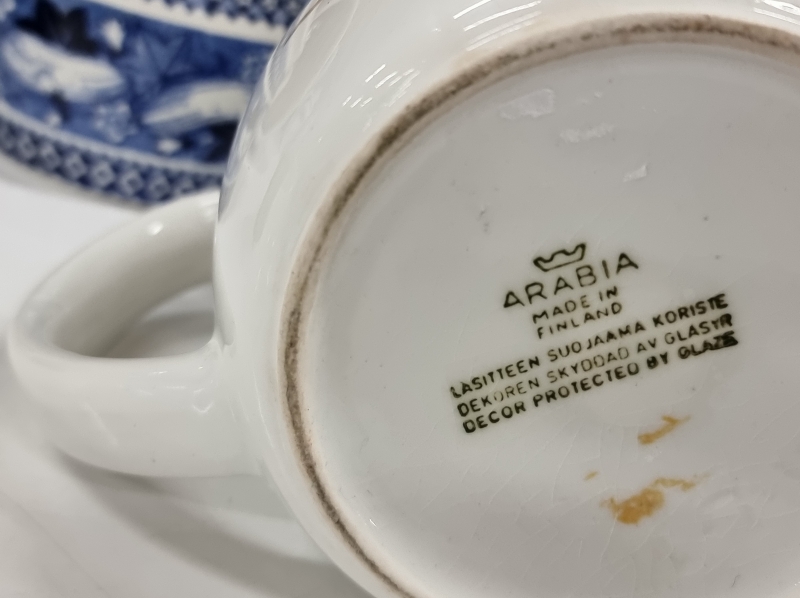 ARABIA
MADE IN
FINLAND
LASITTEEN SUOJAAMA KORISTE
DEKOREN SKYDDAD AV GLASYR
DECOR PROTECTED BY GLAZE